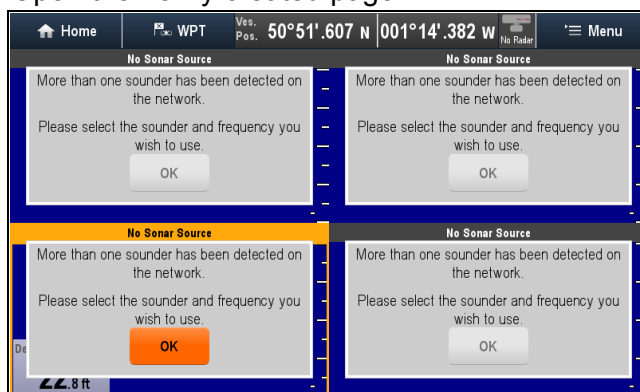 Home WPT Ves. Pos. 50°51'.607 N 001°14'.382 W No Radar Menu
No Sonar Source
More than one sounder has been detected on
the network.
Please select the sounder and frequency you
wish to use.
OK
No Sonar Source
More than one sounder has been detected on
the network.
Please select the sounder and frequency you
wish to use.
OK
No Sonar Source
More than one sounder has been detected on
the network.
Please select the sounder and frequency you
wish to use.
OK
22.8 ft
No Sonar Source
More than one sounder has been detected on
the network.
Please select the sounder and frequency you
wish to use.
OK